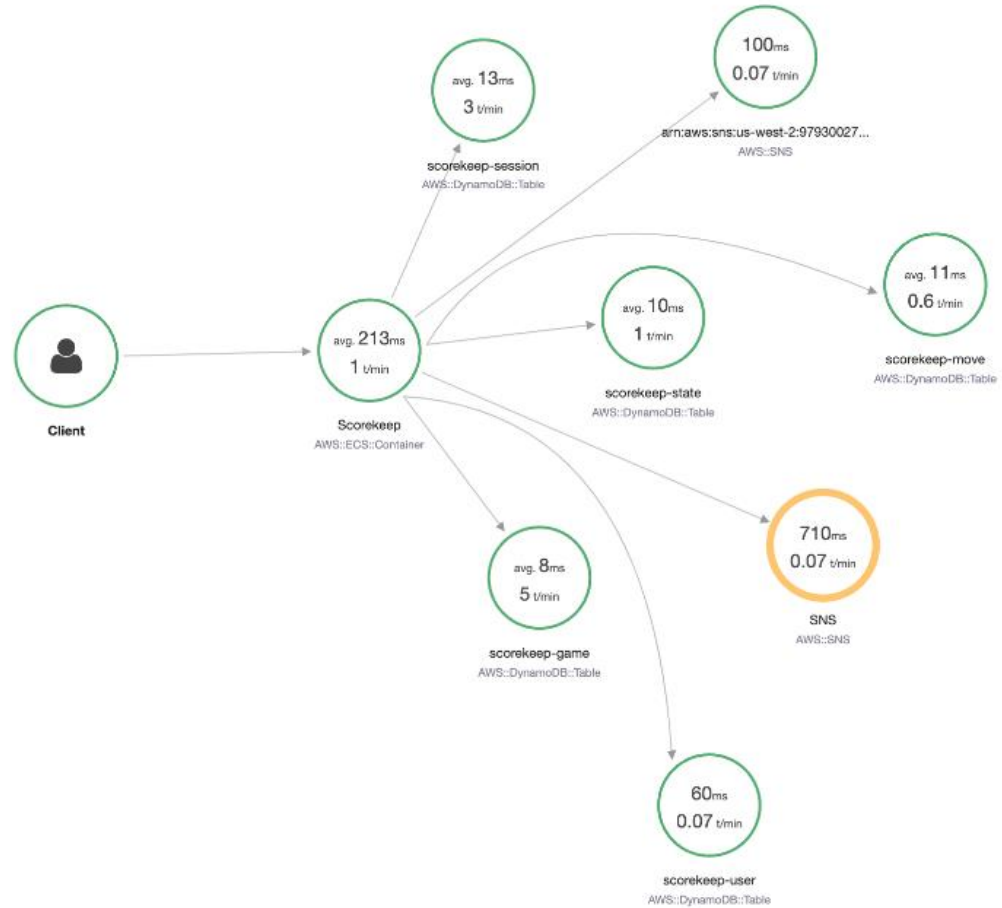 100ms
0.07 t/min
arn:aws:sns:us-west-2:97930027...
AWS::SNS
avg. 13ms
3 t/min
scorekeep-session
AWS::DynamoDB::Table
avg. 11ms
0.6 t/min
scorekeep-move
AWS::DynamoDB::Table
avg. 10ms
1 t/min
scorekeep-state
AWS::DynamoDB::Table
Client
avg. 213ms
1 t/min
Scorekeep
AWS::ECS::Container
710ms
0.07 t/min
SNS
AWS::SNS
avg. 8ms
5 t/min
scorekeep-game
AWS::DynamoDB::Table
60ms
0.07 t/min
scorekeep-user
AWS::DynamoDB::Table